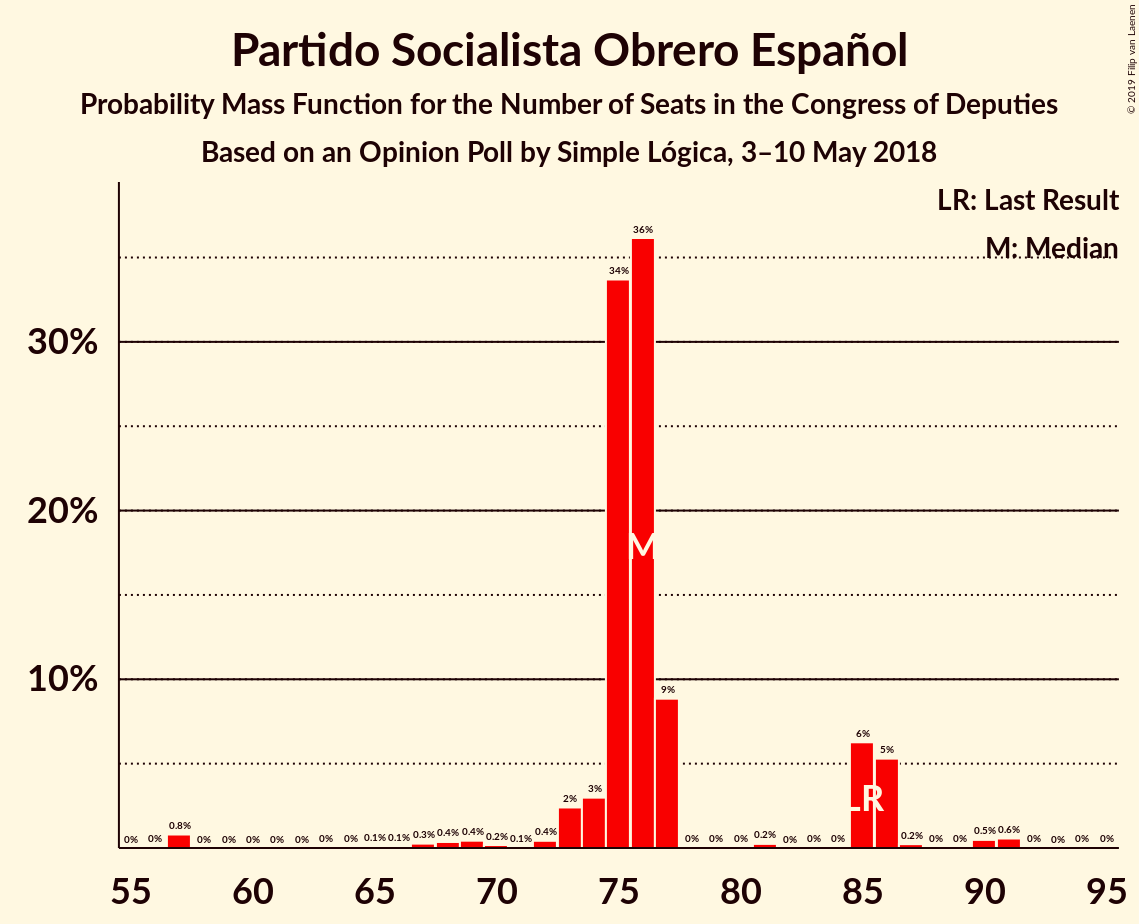 Partido Socialista Obrero Español
Probability Mass Function for the Number of Seats in the Congress of Deputies
Based on an Opinion Poll by Simple Lógica, 3–10 May 2018
© 2019 Filip van Laenen
LR: Last Result
M: Median
30%
20%
10%
0% 0% 0.8% 0% 0% 0% 0% 0% 0% 0% 0.1% 0.1% 0.3% 0.4% 0.4% 0.2% 0.1% 0.4% 2% 3% 34% 36% 9% 0% 0% 0% 0.2% 0% 0% 0% 6% 5% 0.2% 0% 0% 0.5% 0.6% 0% 0% 0% 0%
M
LR
55 60 65 70 75 80 85 90 95